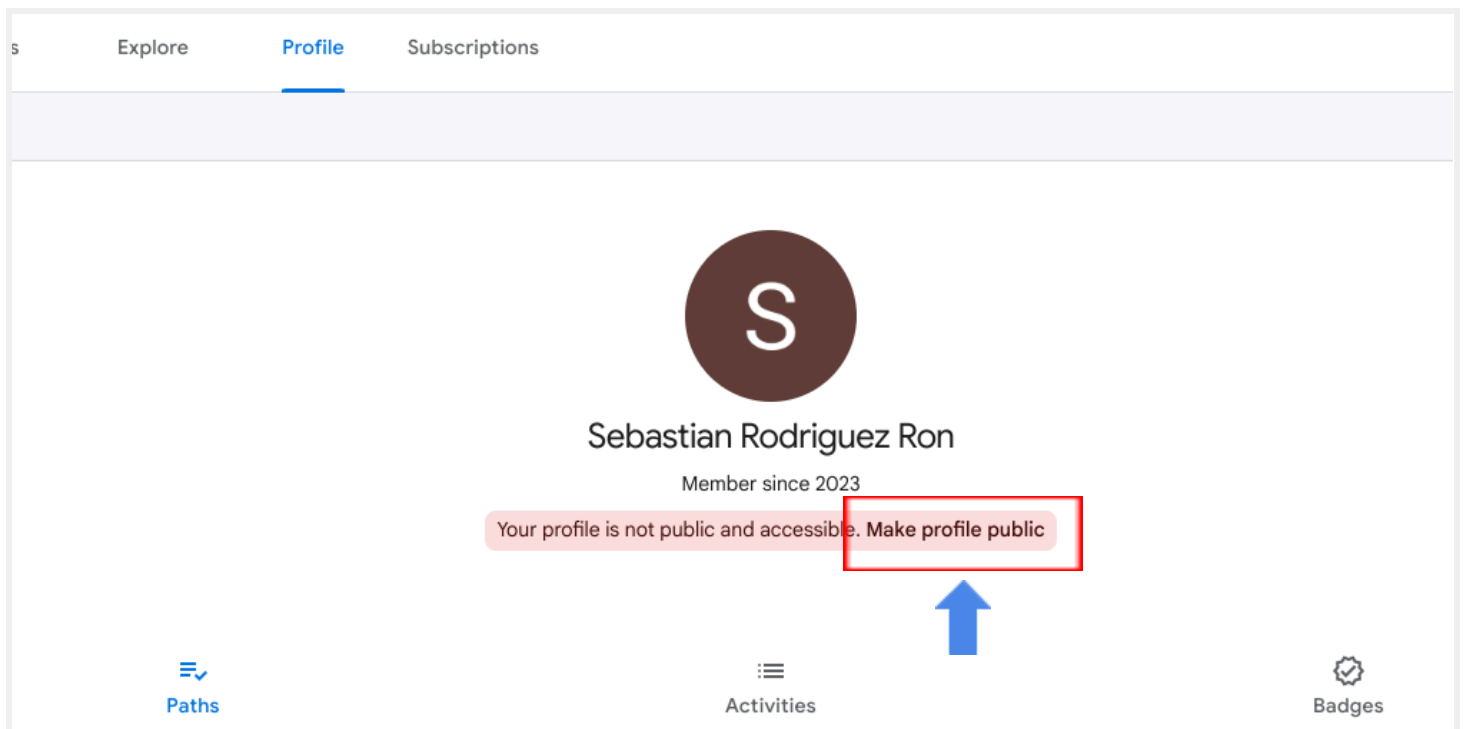 s Explore Profile Subscriptions
S
Sebastian Rodriguez Ron
Member since 2023
Your profile is not public and accessible. Make profile public
Paths Activities Badges